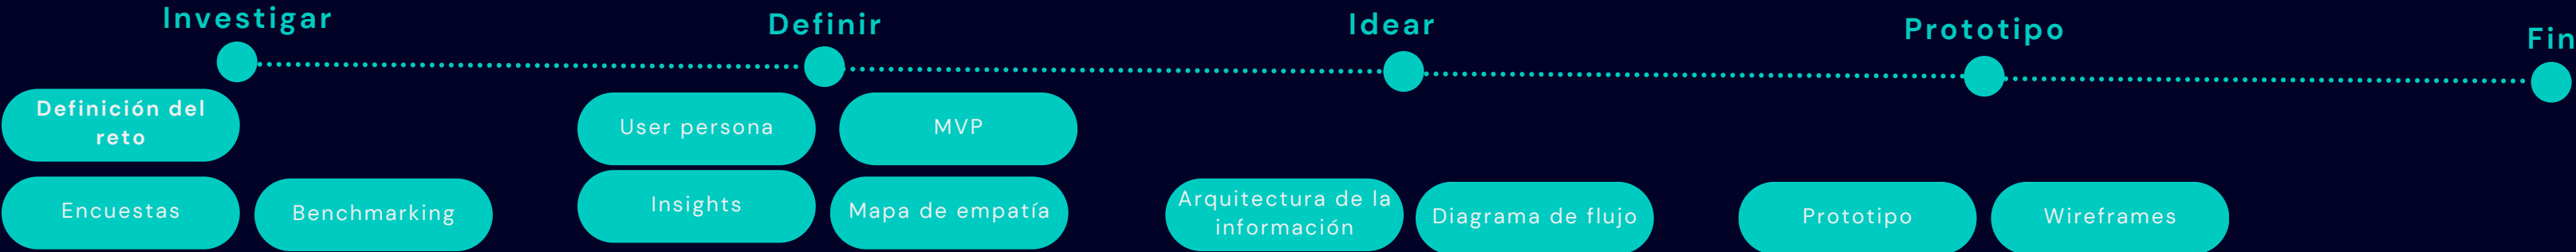 Investigar
Definir
Idear
Prototipo
Fin
Definición del
reto
User persona
MVP
Encuestas
Benchmarking
Insights
Mapa de empatía
Arquitectura de la
información
Diagrama de flujo
Prototipo
Wireframes